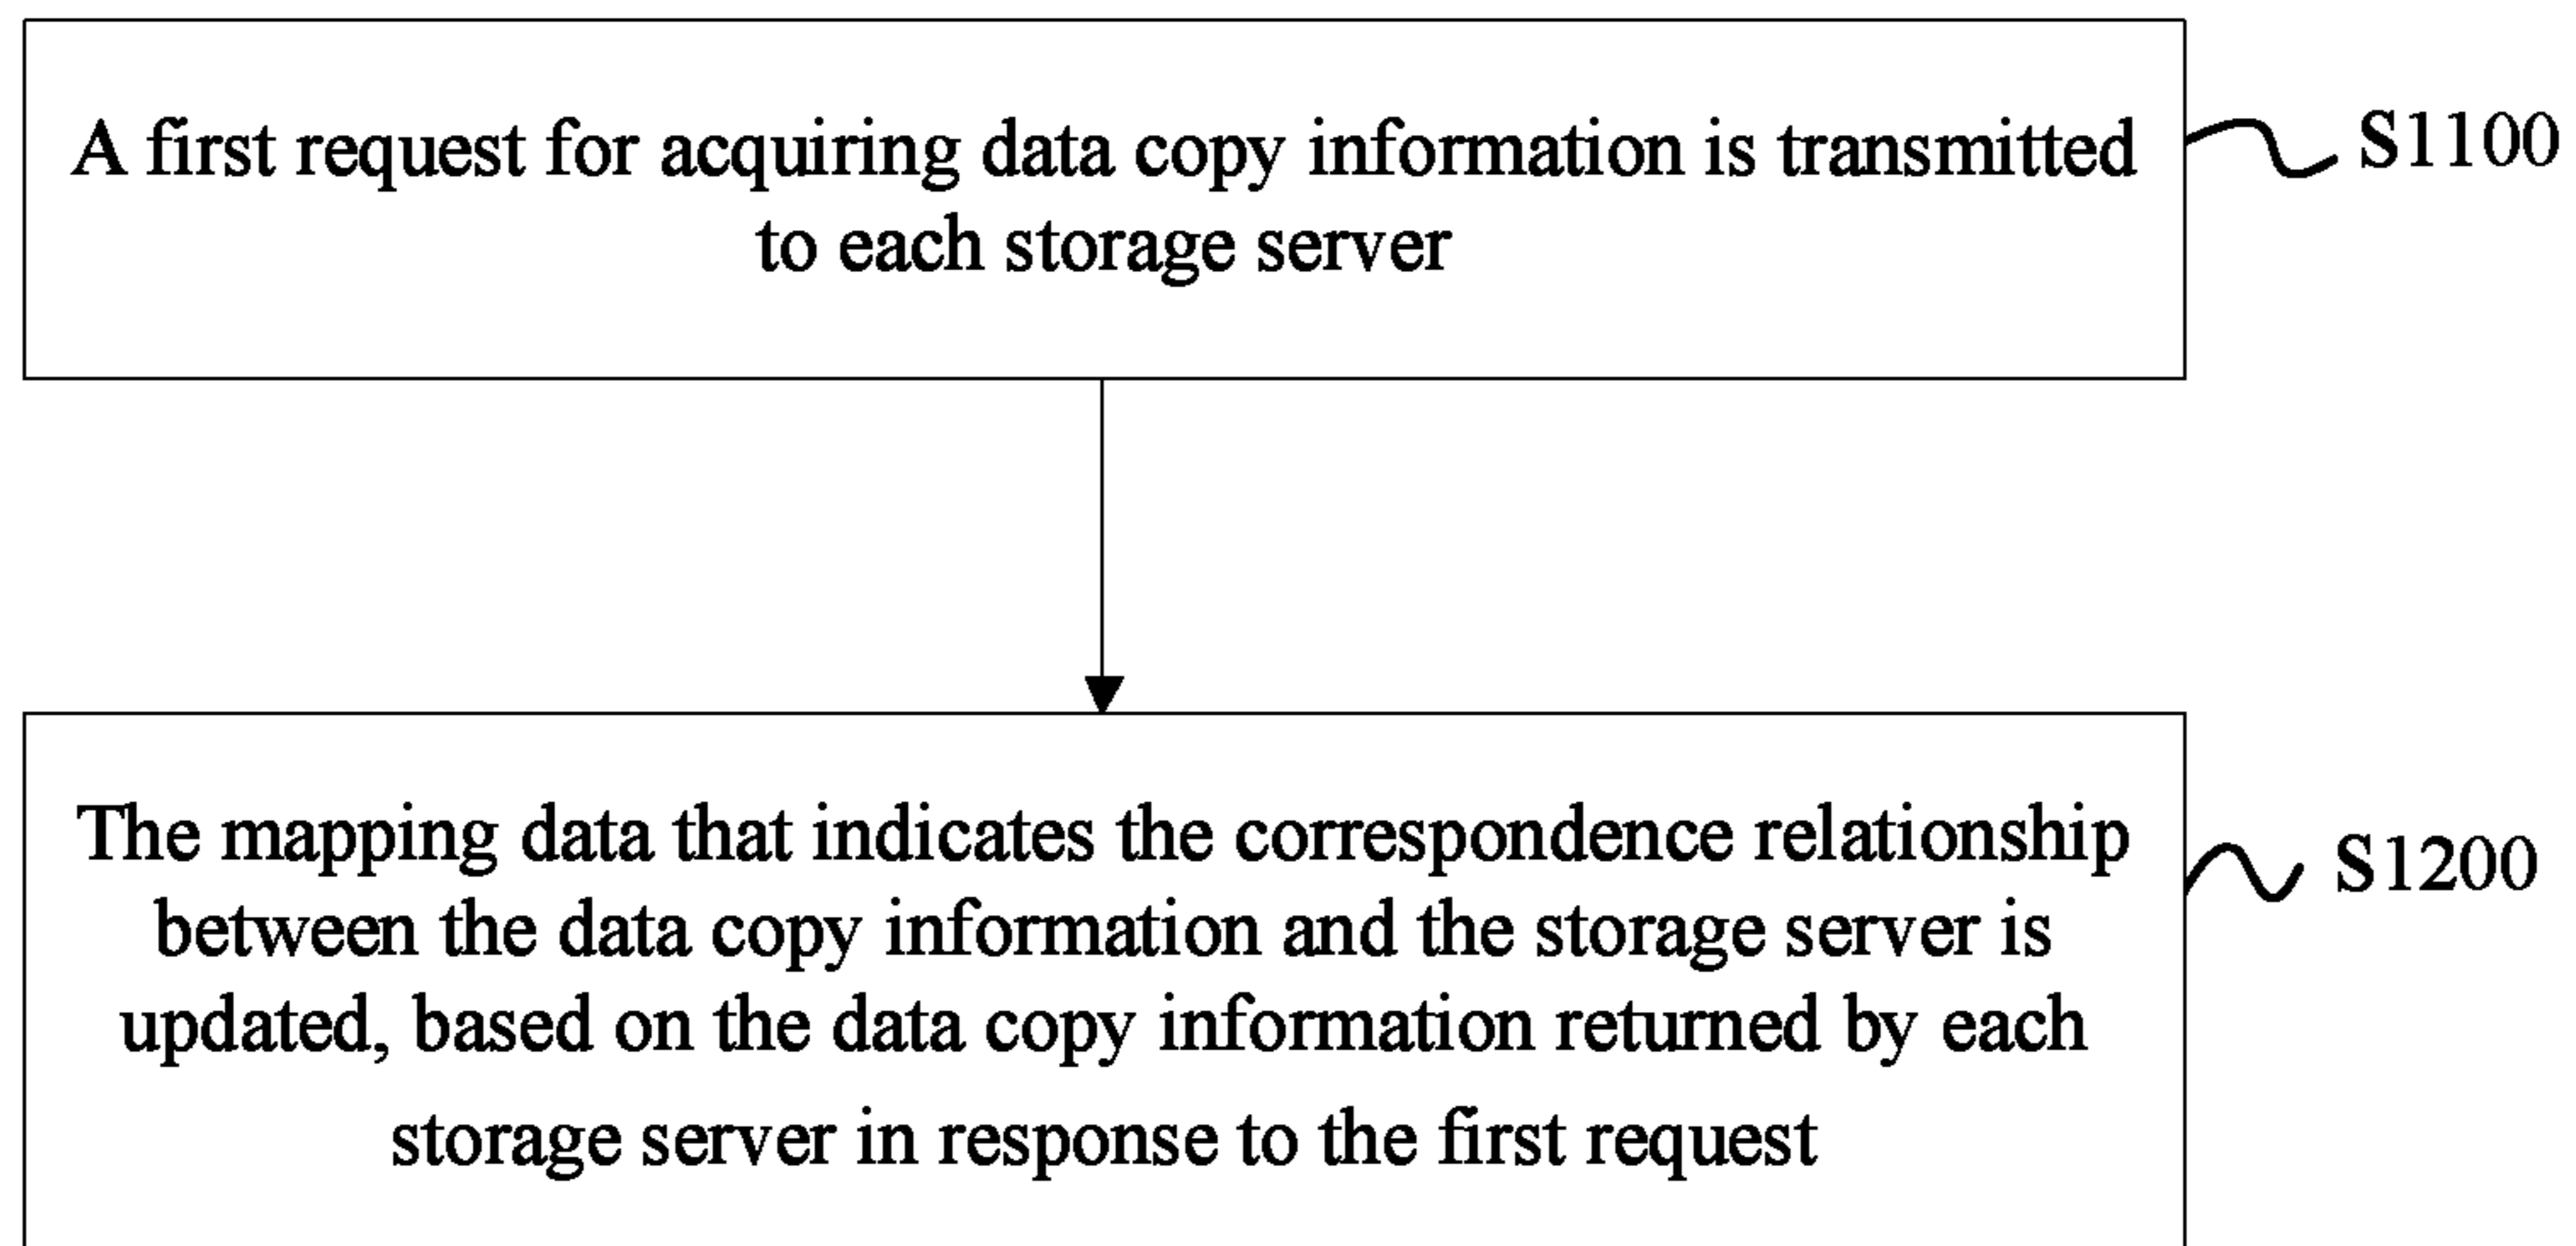 A first request for acquiring data copy information is transmitted
to each storage server
S1100
The mapping data that indicates the correspondence relationship
between the data copy information and the storage server is
updated, based on the data copy information returned by each
storage server in response to the first request
S1200